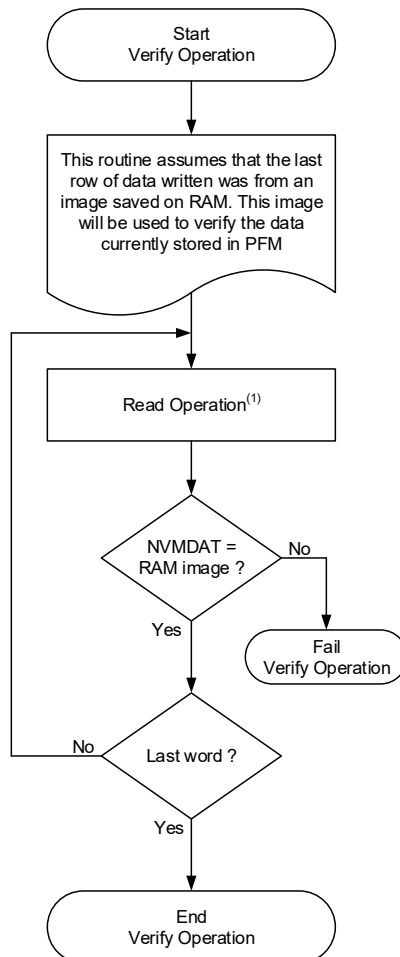 Start
Verify Operation
This routine assumes that the last
row of data written was from an
image saved on RAM. This image
will be used to verify the data
currently stored in PFM
Read Operation(1)
NVMDAT =
RAM image ?
No
Yes
Fail
Verify Operation
No
Last word ?
Yes
End
Verify Operation